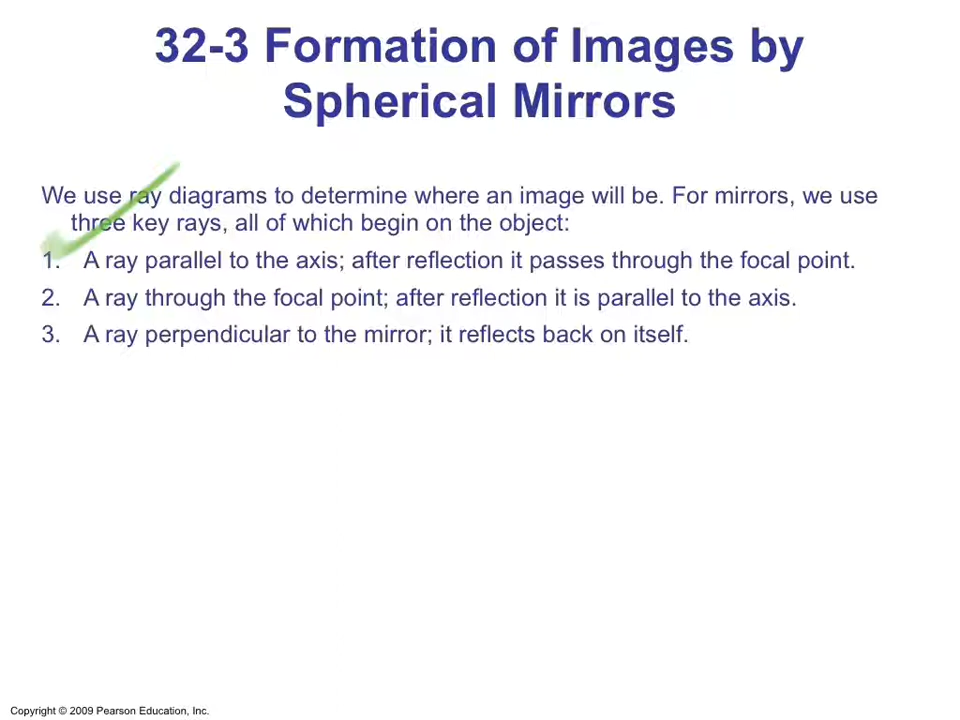 32-3 Formation of Images by
Spherical Mirrors
We use ray diagrams to determine where an image will be. For mirrors, we use
three key rays, all of which begin on the object:
1. A ray parallel to the axis; after reflection it passes through the focal point.
2. A ray through the focal point; after reflection it is parallel to the axis.
3. A ray perpendicular to the mirror; it reflects back on itself.
Copyright © 2009 Pearson Education, Inc.